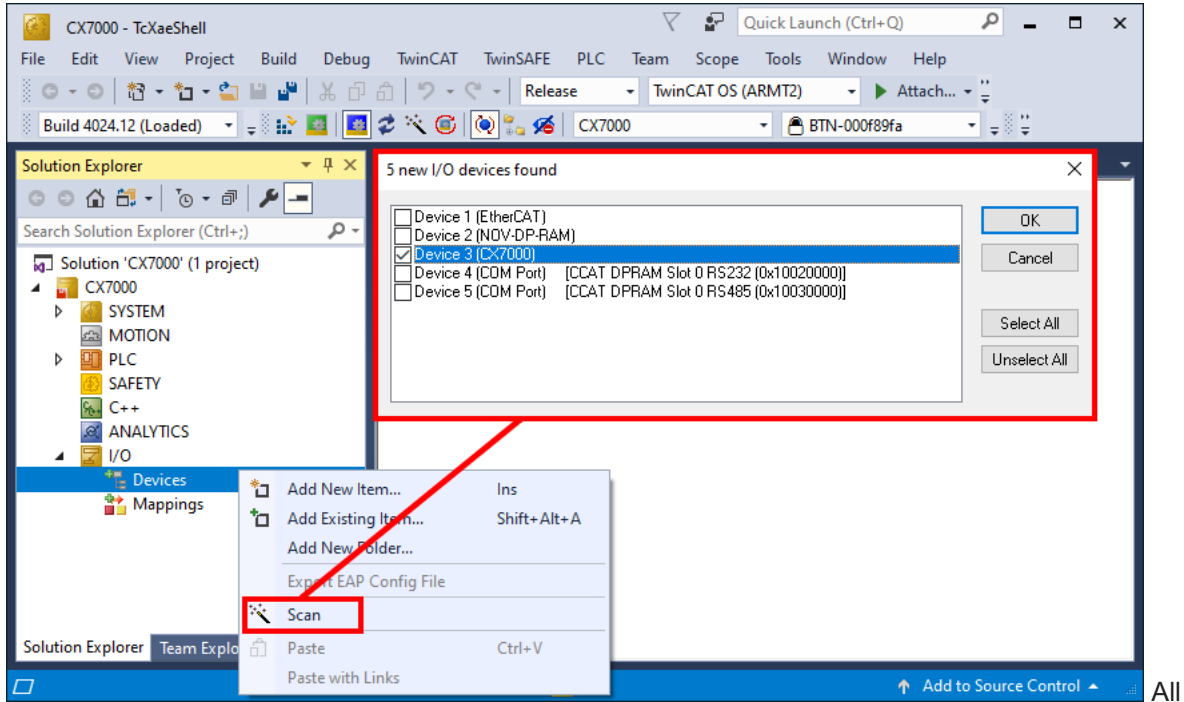 CX7000 - TcXaeShell
Quick Launch (Ctrl+Q)
File Edit View Project Build Debug TwinCAT TwinSAFE PLC Team Scope Tools Window Help
Release TwinCAT OS (ARMT2) Attach...
Build 4024.12 (Loaded) CX7000 BTN-000f89fa
Solution Explorer
Search Solution Explorer (Ctrl+;)
Solution 'CX7000' (1 project)
CX7000
SYSTEM
MOTION
PLC
SAFETY
C++
ANALYTICS
I/O
Devices
Mappings
5 new I/O devices found
Device 1 (EtherCAT)
Device 2 (NOV-DP-RAM)
Device 3 (CX7000)
Device 4 (COM Port) [CCAT DPRAM Slot 0 RS232 (0x10020000)]
Device 5 (COM Port) [CCAT DPRAM Slot 0 RS485 (0x10030000)]
OK
Cancel
Select All
Unselect All
Add New Item... Ins
Add Existing Item... Shift+Alt+A
Add New Folder...
Export EAP Config File
Scan
Paste Ctrl+V
Paste with Links
Solution Explorer Team Explo
Add to Source Control
All